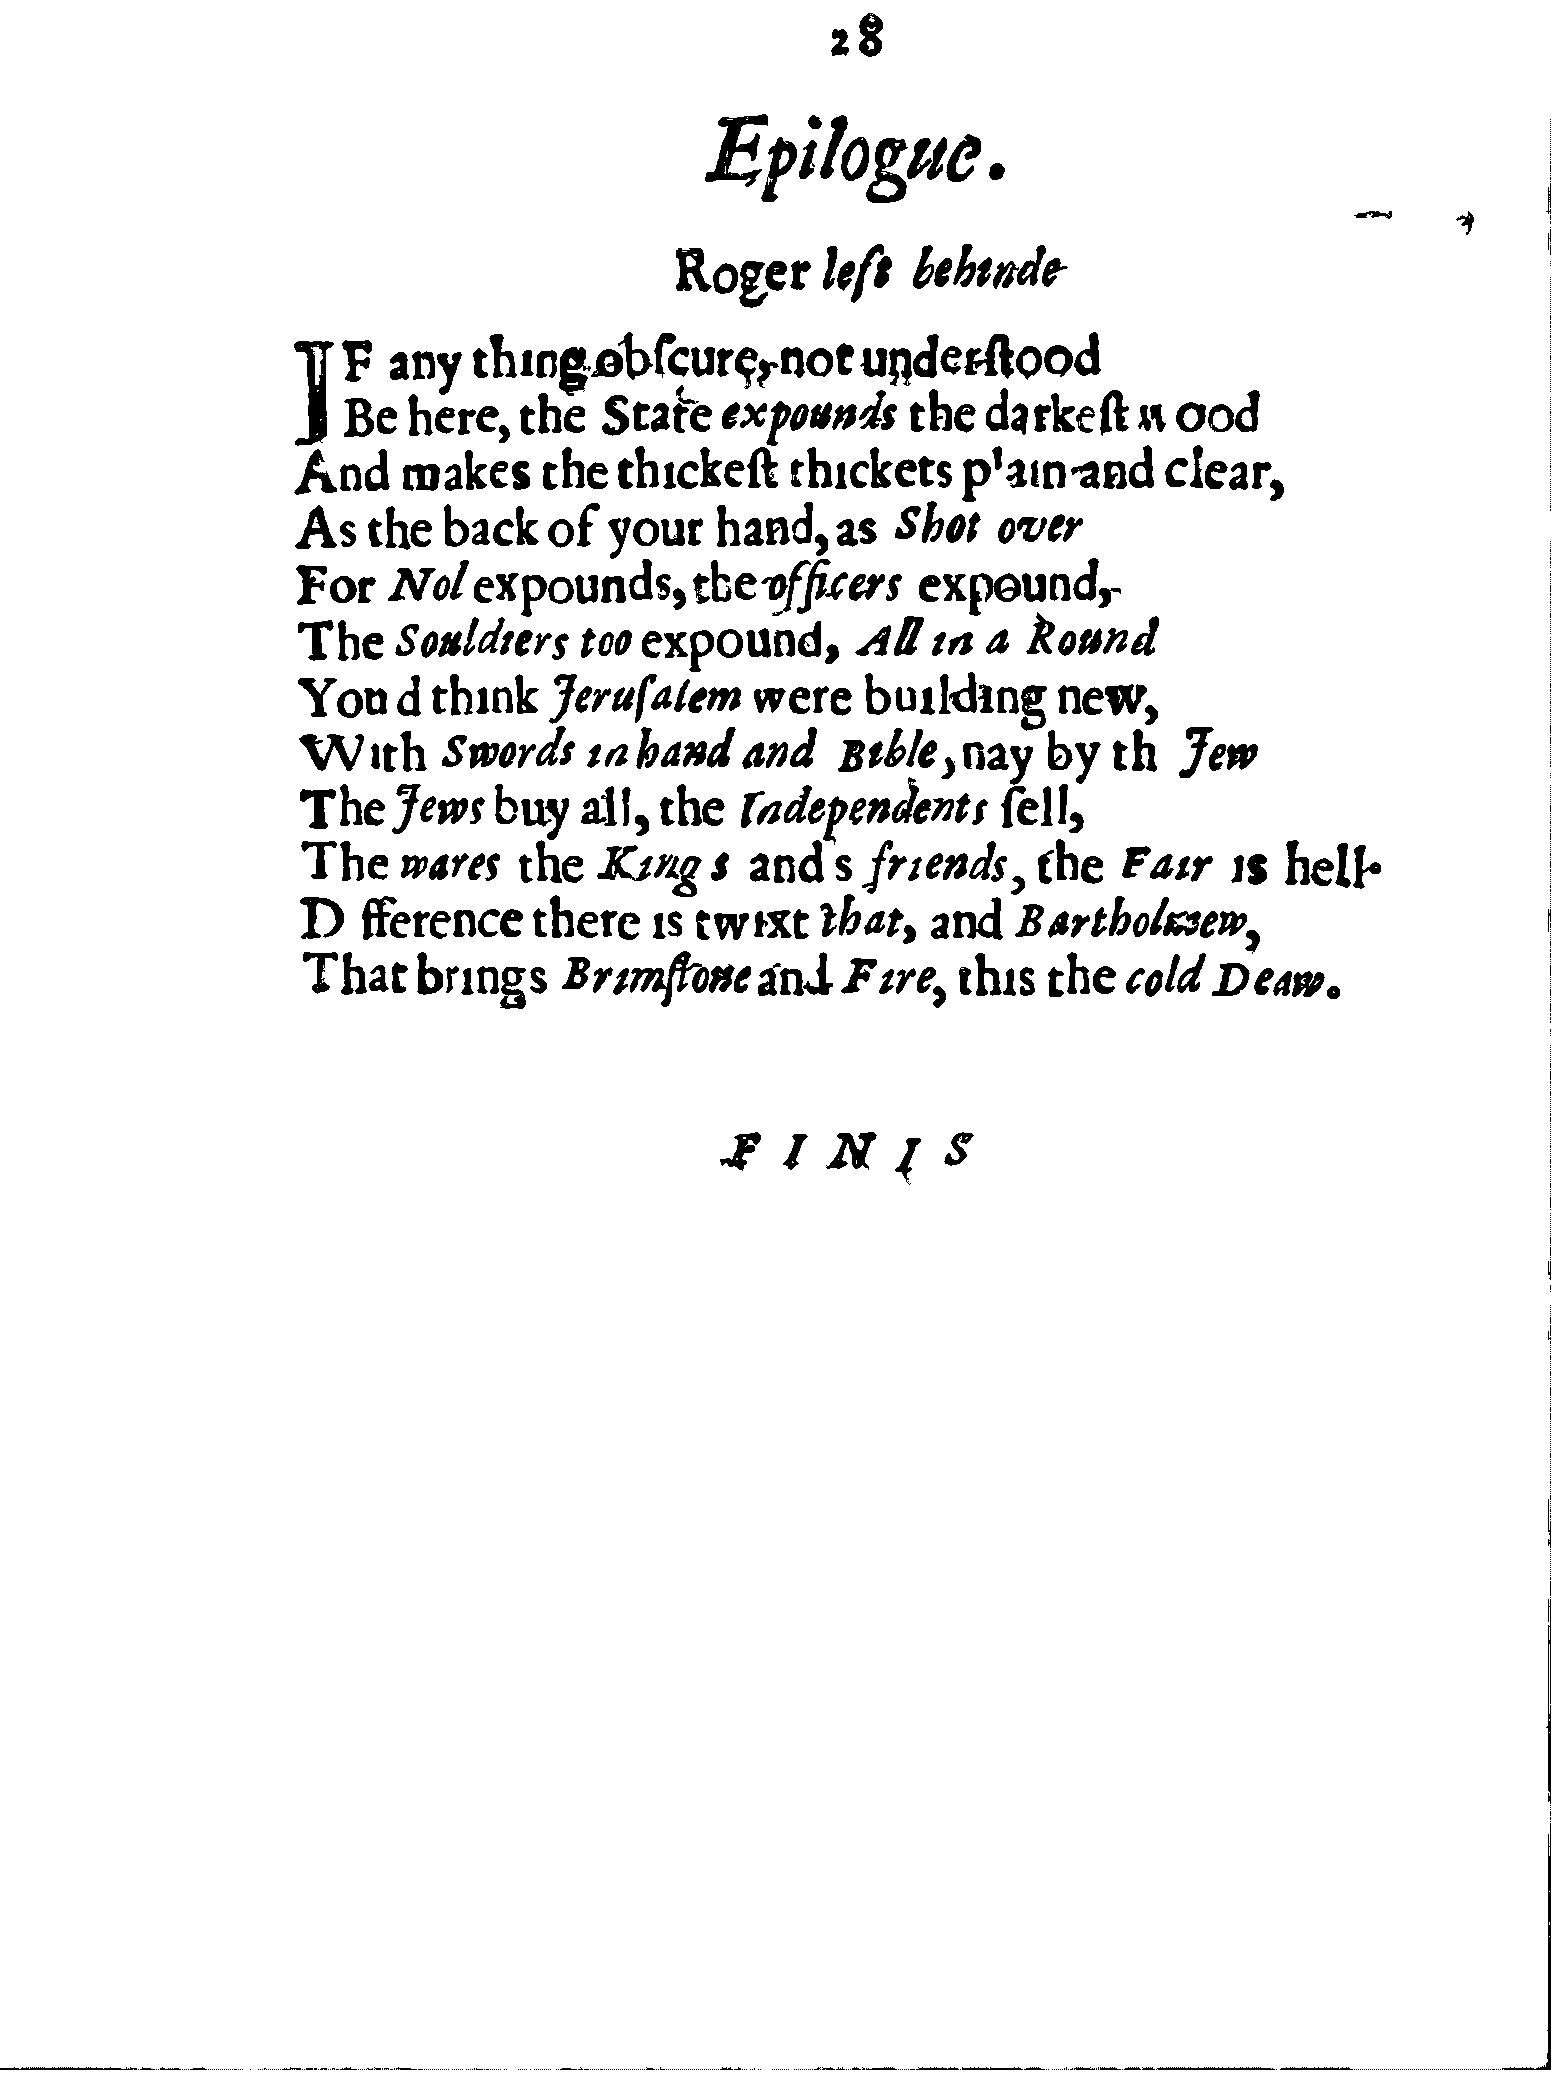 28
Epilogue.
Roger left behinde
IF any thing obſcure, not underſtood
Be here, the State expounds the darkeſt wood
And makes the thickeſt thickets plain and clear,
As the back of your hand, as Shot over
For Nol expounds, the officers expound,
The Souldiers too expound, All in a Round
You d think Jeruſalem were building new,
With Swords in hand and Bible, nay by th Jew
The Jews buy all, the Independents ſell,
The wares the King s and s friends, the Fair is hell
D fference there is twixt that, and Bartholmew,
That brings Brimſtone and Fire, this the cold Deaw.
FINIS